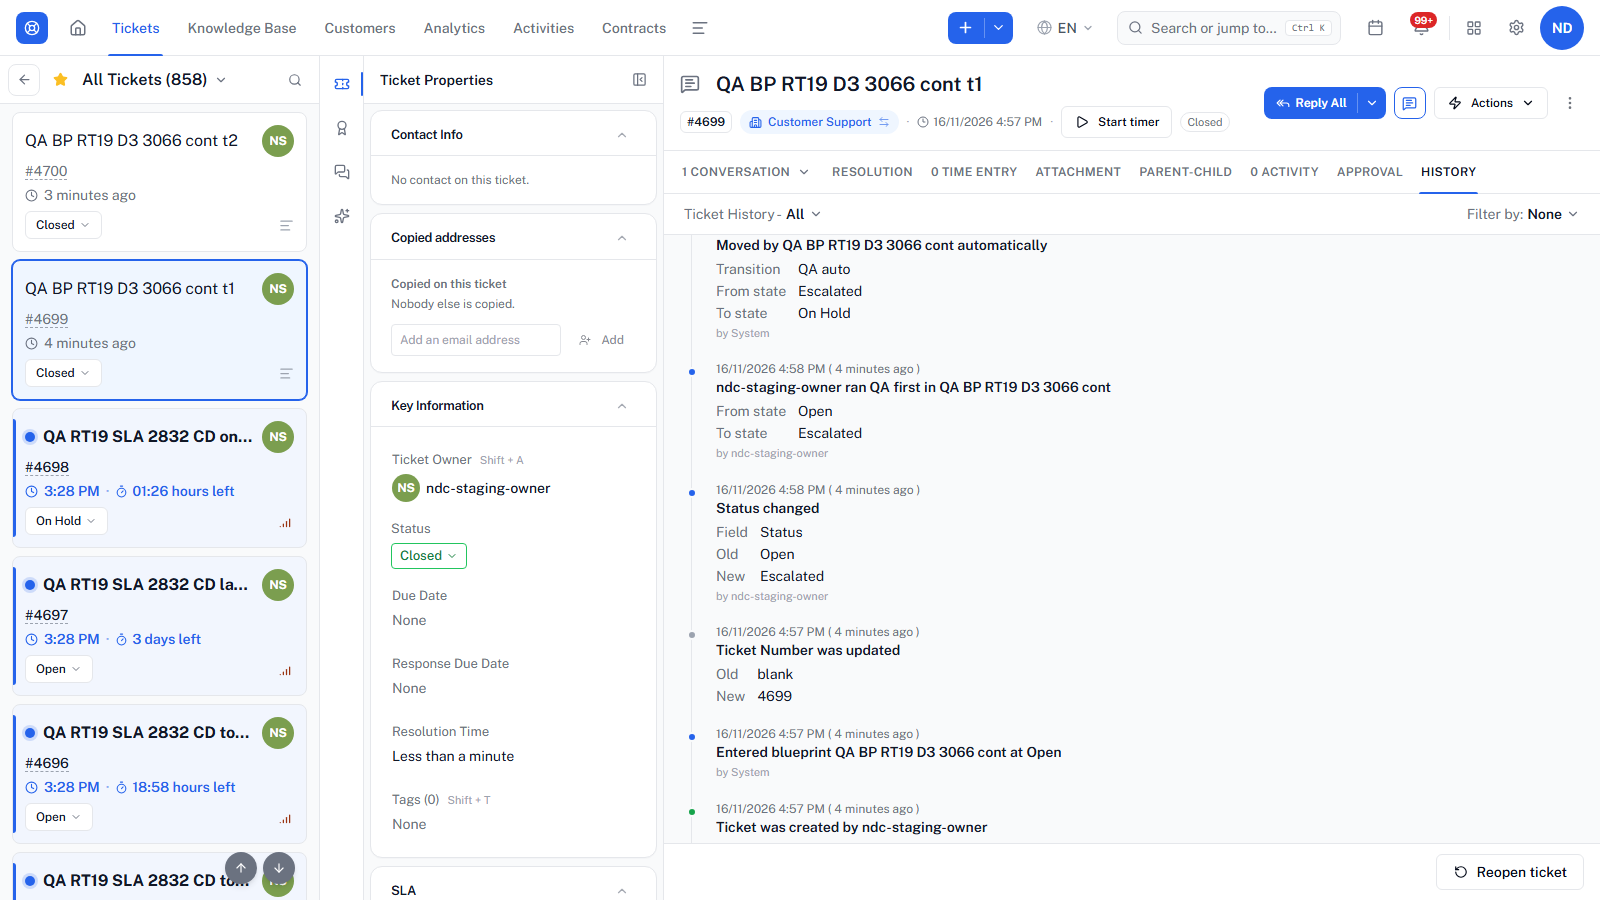 Tickets
Knowledge Base
Customers
Analytics
Activities
Contracts
EN
Search or jump to...
Ctrl K
99+
ND
All Tickets (858)
QA BP RT19 D3 3066 cont t2
NS
#4700
3 minutes ago
Closed
QA BP RT19 D3 3066 cont t1
NS
#4699
4 minutes ago
Closed
QA RT19 SLA 2832 CD on...
NS
#4698
3:28 PM · 01:26 hours left
On Hold
QA RT19 SLA 2832 CD la...
NS
#4697
3:28 PM · 3 days left
Open
QA RT19 SLA 2832 CD to...
NS
#4696
3:28 PM · 18:58 hours left
Open
QA RT19 SLA 2832 CD to...
Ticket Properties
Contact Info
No contact on this ticket.
Copied addresses
Copied on this ticket
Nobody else is copied.
Add an email address
Add
Key Information
Ticket Owner Shift + A
NS ndc-staging-owner
Status
Closed
Due Date
None
Response Due Date
None
Resolution Time
Less than a minute
Tags (0) Shift + T
None
SLA
QA BP RT19 D3 3066 cont t1
#4699
Customer Support
· 16/11/2026 4:57 PM ·
Start timer
Closed
Reply All
Actions
1 CONVERSATION
RESOLUTION
0 TIME ENTRY
ATTACHMENT
PARENT-CHILD
0 ACTIVITY
APPROVAL
HISTORY
Ticket History - All
Filter by: None
Moved by QA BP RT19 D3 3066 cont automatically
Transition QA auto
From state Escalated
To state On Hold
by System
16/11/2026 4:58 PM ( 4 minutes ago )
ndc-staging-owner ran QA first in QA BP RT19 D3 3066 cont
From state Open
To state Escalated
by ndc-staging-owner
16/11/2026 4:58 PM ( 4 minutes ago )
Status changed
Field Status
Old Open
New Escalated
by ndc-staging-owner
16/11/2026 4:57 PM ( 4 minutes ago )
Ticket Number was updated
Old blank
New 4699
16/11/2026 4:57 PM ( 4 minutes ago )
Entered blueprint QA BP RT19 D3 3066 cont at Open
by System
16/11/2026 4:57 PM ( 4 minutes ago )
Ticket was created by ndc-staging-owner
Reopen ticket